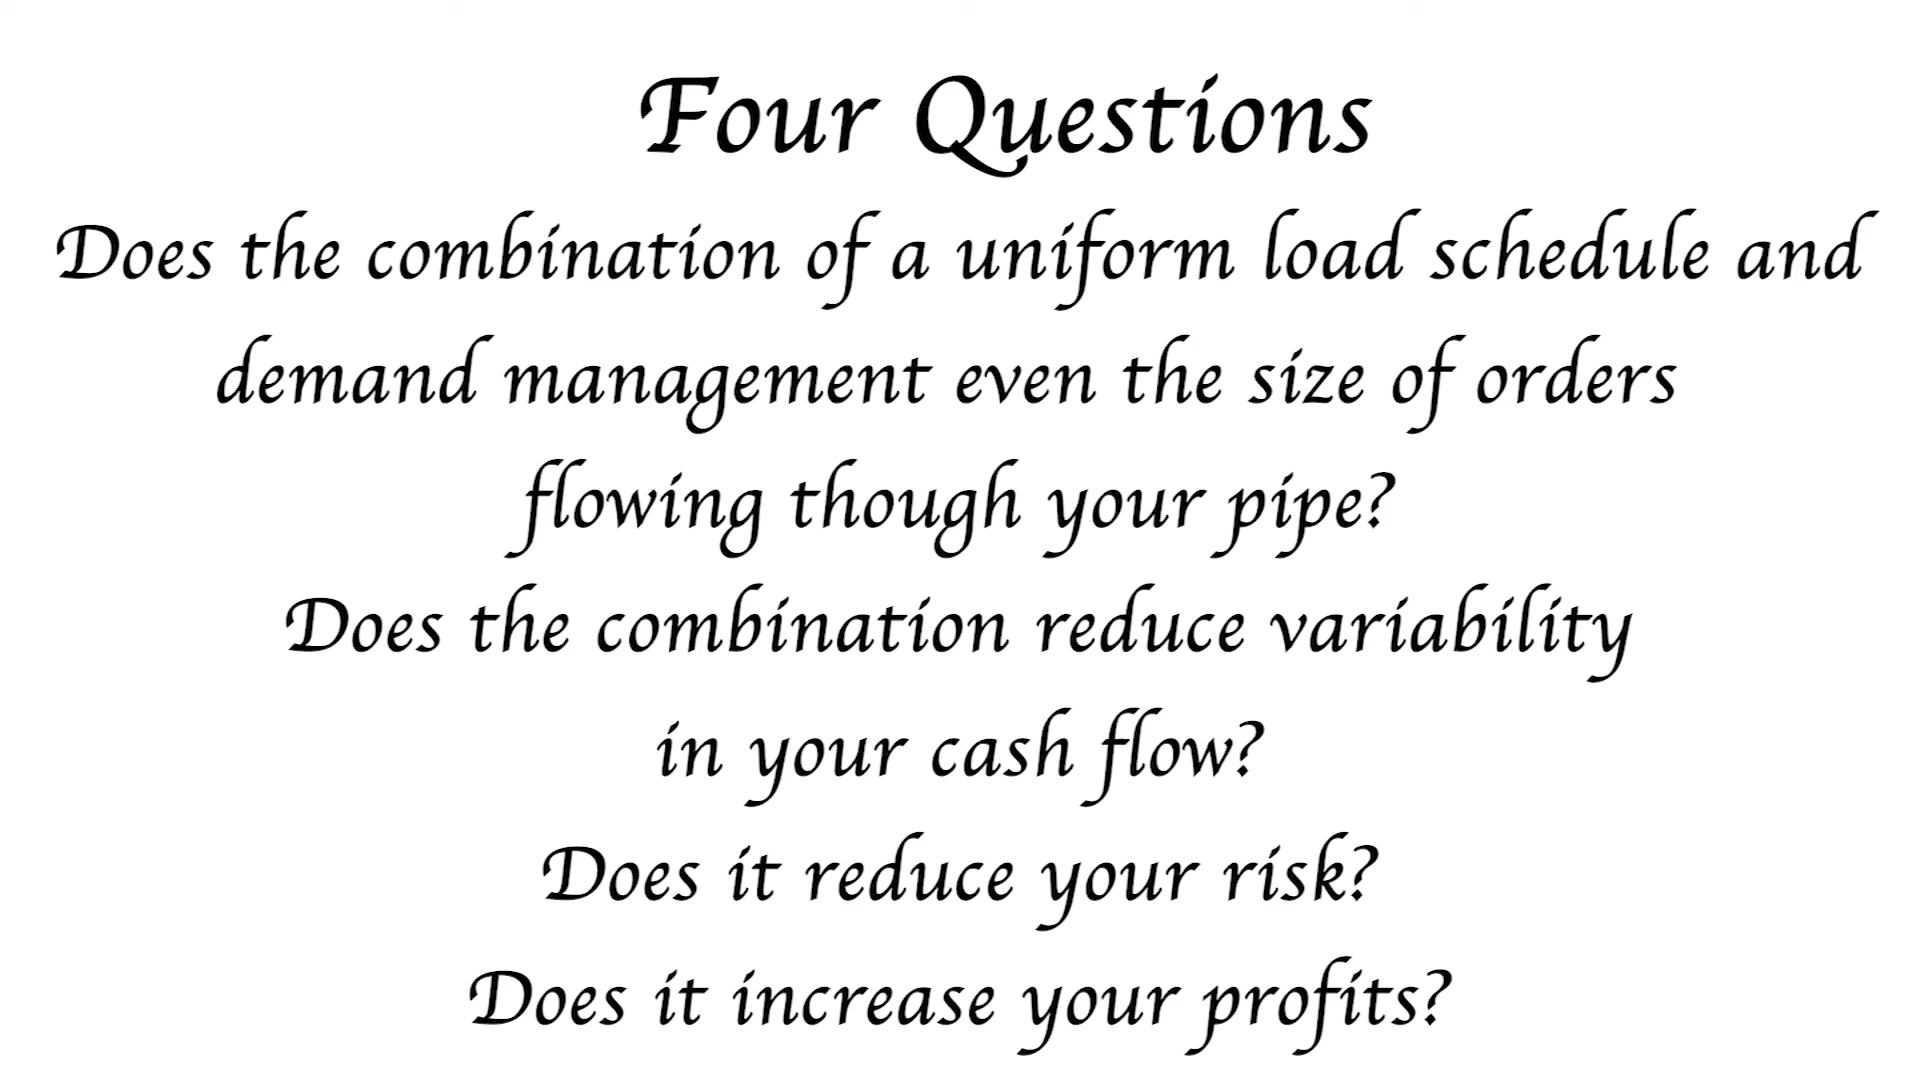 Four Questions
Does the combination of a uniform load schedule and
demand management even the size of orders
flowing though your pipe?
Does the combination reduce variability
in your cash flow?
Does it reduce your risk?
Does it increase your profits?